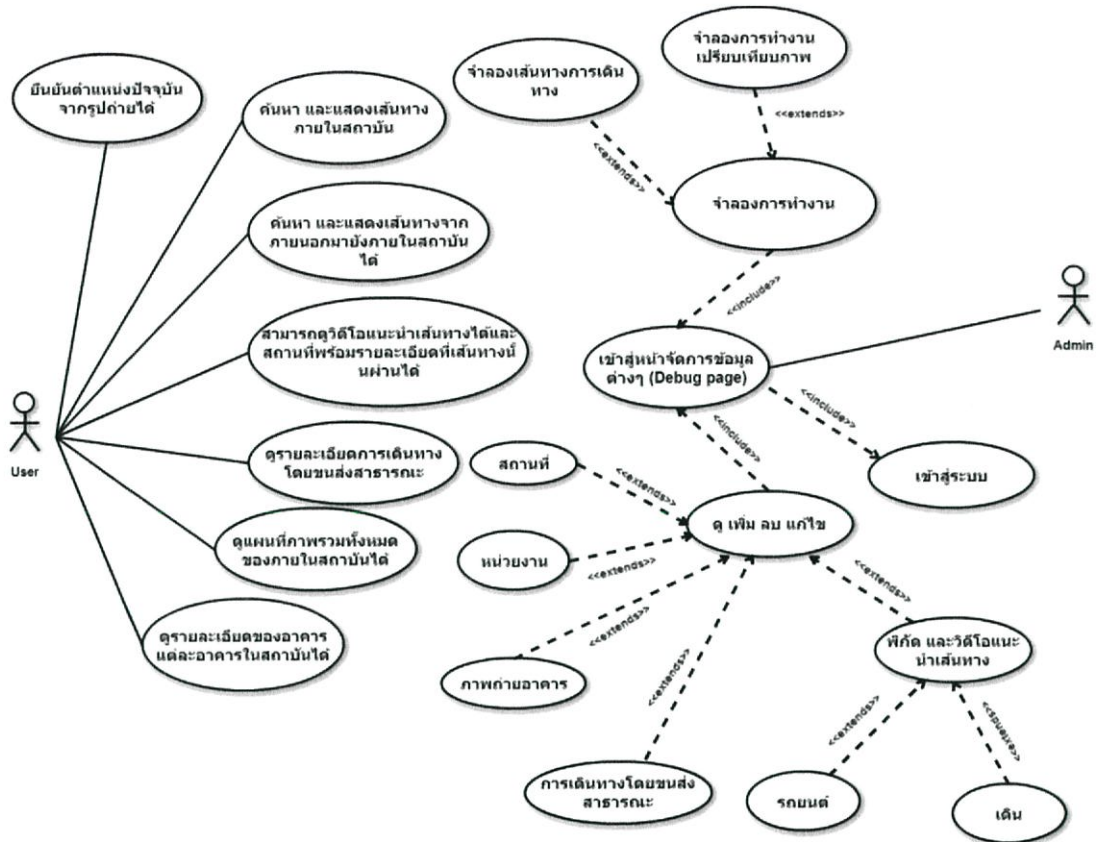 ยืนยันตำแหน่งปัจจุบัน
จากรูปถ่ายได้
ค้นหา และแสดงเส้นทาง
ภายในสถาบัน
ค้นหา และแสดงเส้นทางจาก
ภายนอกมายังภายในสถาบัน
ได้
สามารถดูวิดีโอแนะนำเส้นทางได้และ
สถานที่พร้อมรายละเอียดที่เส้นทางนั้
นผ่านได้
ดูรายละเอียดการเดินทาง
โดยขนส่งสาธารณะ
ดูแผนที่ภาพรวมทั้งหมด
ของภายในสถาบันได้
ดูรายละเอียดของอาคาร
แต่ละอาคารในสถาบันได้
User
จำลองเส้นทางการเดิน
ทาง
จำลองการทำงาน
เปรียบเทียบภาพ
<<extends>>
<<extends>>
จำลองการทำงาน
<<include>>
Admin
เข้าสู่หน้าจัดการข้อมูล
ต่างๆ (Debug page)
<<include>>
<<include>>
เข้าสู่ระบบ
สถานที่
<<extends>>
ดู เพิ่ม ลบ แก้ไข
หน่วยงาน
<<extends>>
<<extends>>
<<extends>>
ภาพถ่ายอาคาร
<<extends>>
พิกัด และวิดีโอแนะ
นำเส้นทาง
<<extends>>
<<extends>>
การเดินทางโดยขนส่ง
สาธารณะ
รถยนต์
เดิน